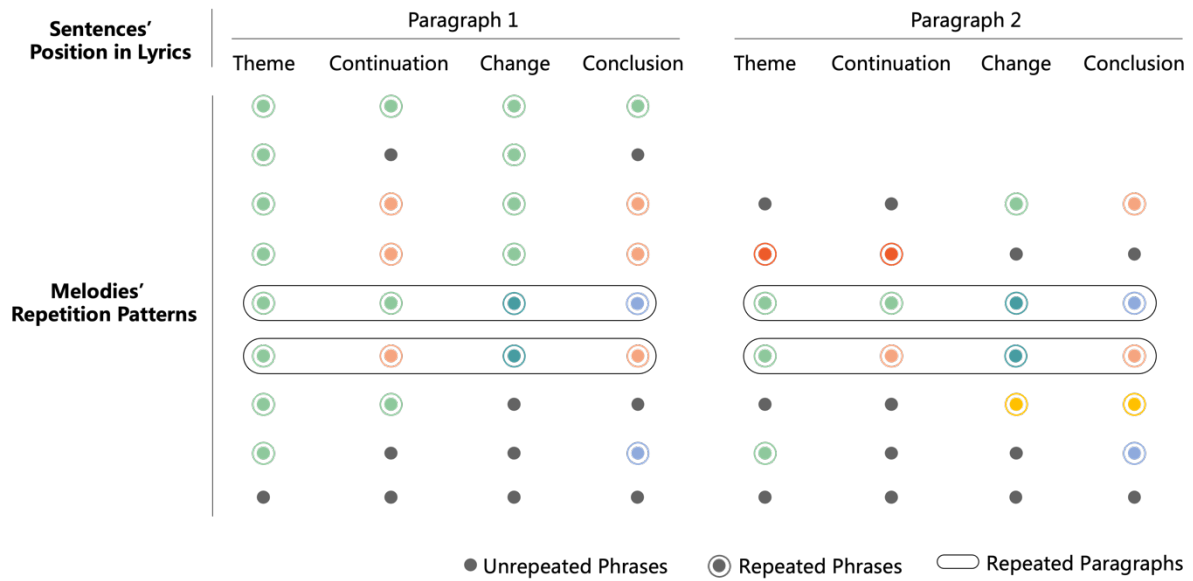 Sentences’
Position in Lyrics
Paragraph 1
Paragraph 2
Theme Continuation Change Conclusion
Theme Continuation Change Conclusion
Melodies’
Repetition Patterns
Unrepeated Phrases
Repeated Phrases
Repeated Paragraphs